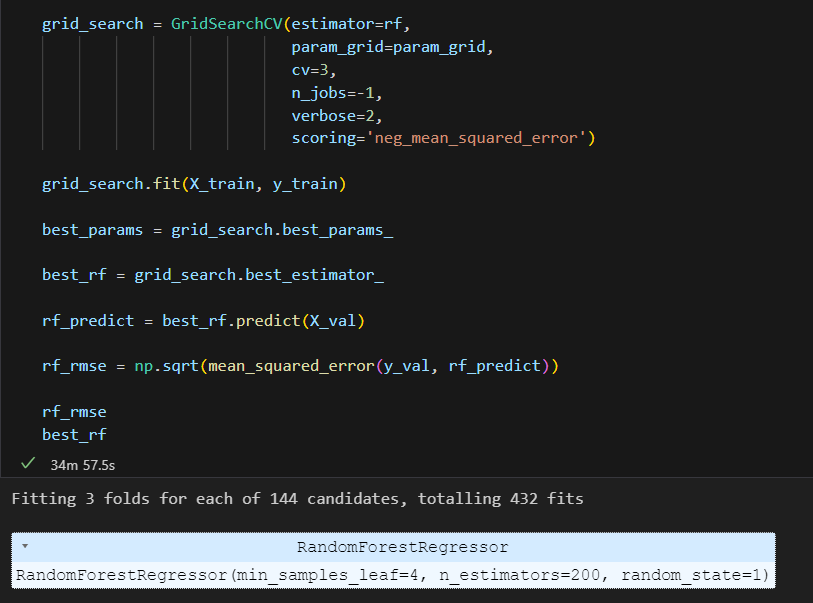 grid_search = GridSearchCV(estimator=rf,
param_grid=param_grid,
cv=3,
n_jobs=-1,
verbose=2,
scoring='neg_mean_squared_error')
grid_search.fit(X_train, y_train)
best_params = grid_search.best_params_
best_rf = grid_search.best_estimator_
rf_predict = best_rf.predict(X_val)
rf_rmse = np.sqrt(mean_squared_error(y_val, rf_predict))
rf_rmse
best_rf
34m 57.5s
Fitting 3 folds for each of 144 candidates, totalling 432 fits
RandomForestRegressor
RandomForestRegressor(min_samples_leaf=4, n_estimators=200, random_state=1)